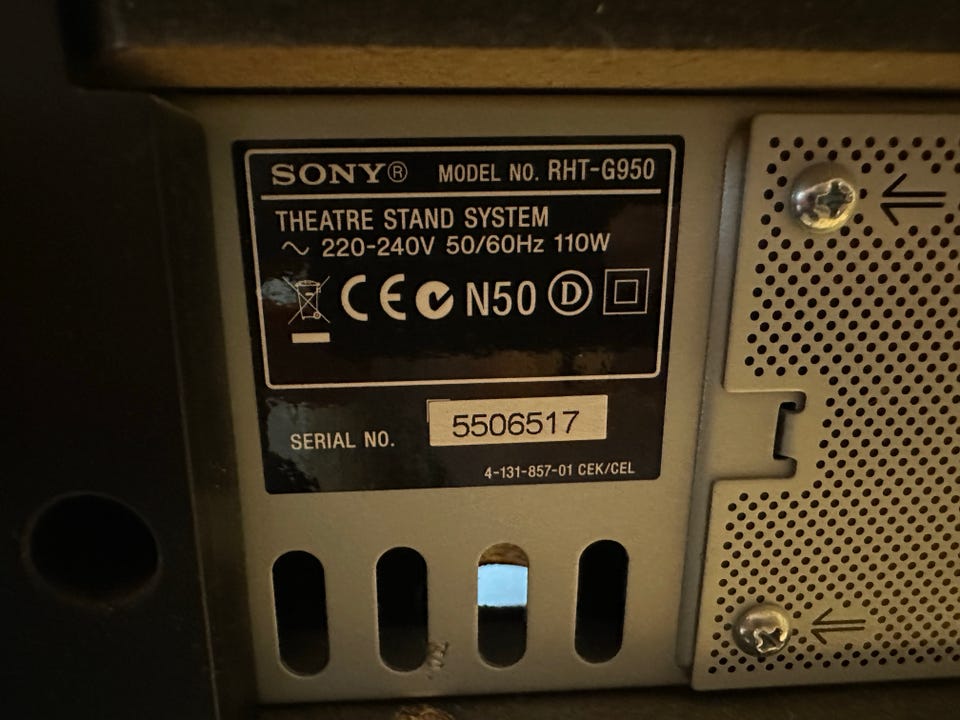 SONY® MODEL NO. RHT-G950
THEATRE STAND SYSTEM
~ 220-240V 50/60Hz 110W
CE N50 D
SERIAL NO. 5506517
4-131-857-01 CEK/CEL